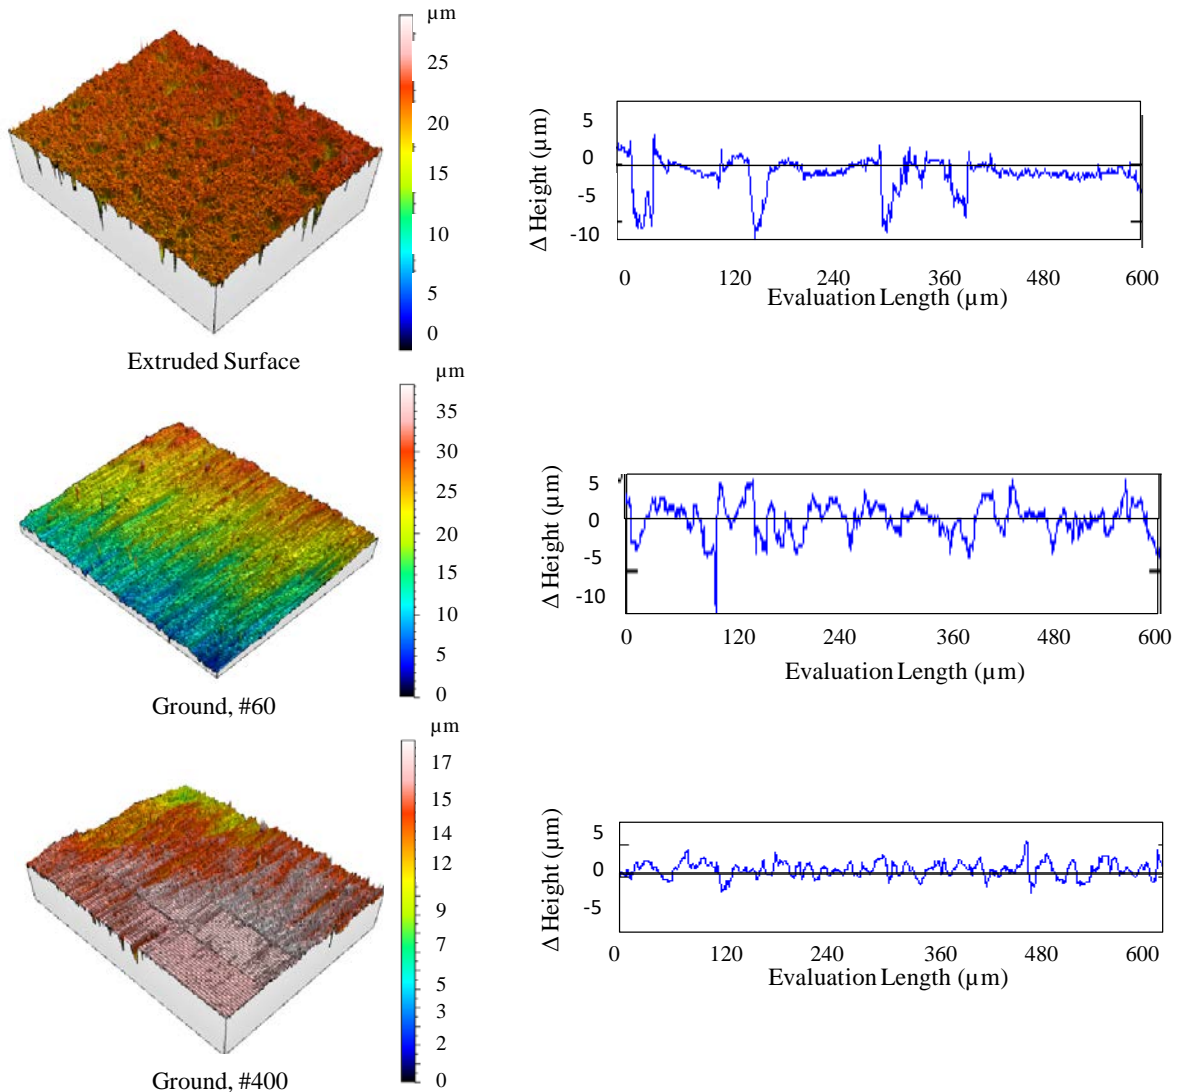 µm
25
20
15
10
5
0
Extruded Surface
Δ Height (µm)
5
0
-5
-10
0 120 240 360 480 600
Evaluation Length (µm)
µm
35
30
20
15
10
5
0
Ground, #60
Δ Height (µm)
5
0
-5
-10
0 120 240 360 480 600
Evaluation Length (µm)
µm
17
15
14
12
9
7
5
3
2
0
Ground, #400
Δ Height (µm)
5
0
-5
0 120 240 360 480 600
Evaluation Length (µm)